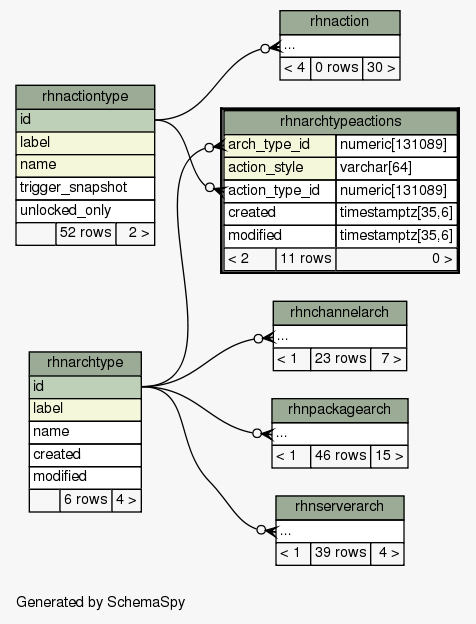 rhnaction
...
< 4 0 rows 30 >
rhnactiontype
id
label
name
trigger_snapshot
unlocked_only
52 rows 2 >
rhnarchtypeactions
arch_type_id numeric[131089]
action_style varchar[64]
action_type_id numeric[131089]
created timestamptz[35,6]
modified timestamptz[35,6]
< 2 11 rows 0 >
rhnchannelarch
...
< 1 23 rows 7 >
rhnarchtype
id
label
name
created
modified
6 rows 4 >
rhnpackagearch
...
< 1 46 rows 15 >
rhnserverarch
...
< 1 39 rows 4 >
Generated by SchemaSpy